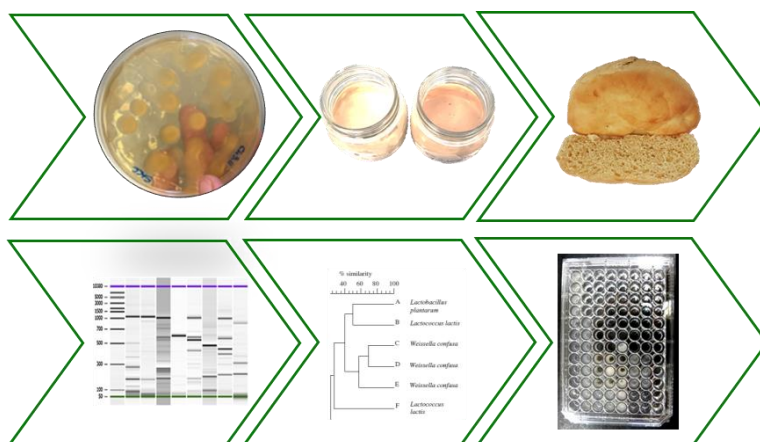 % similarity
40 60 80 100
A Lactobacillus
plantarum
B Lactococcus lactis
C Weissella confusa
D Weissella confusa
E Weissella confusa
F Lactococcus
lactis
1000
700
500
300
100
50